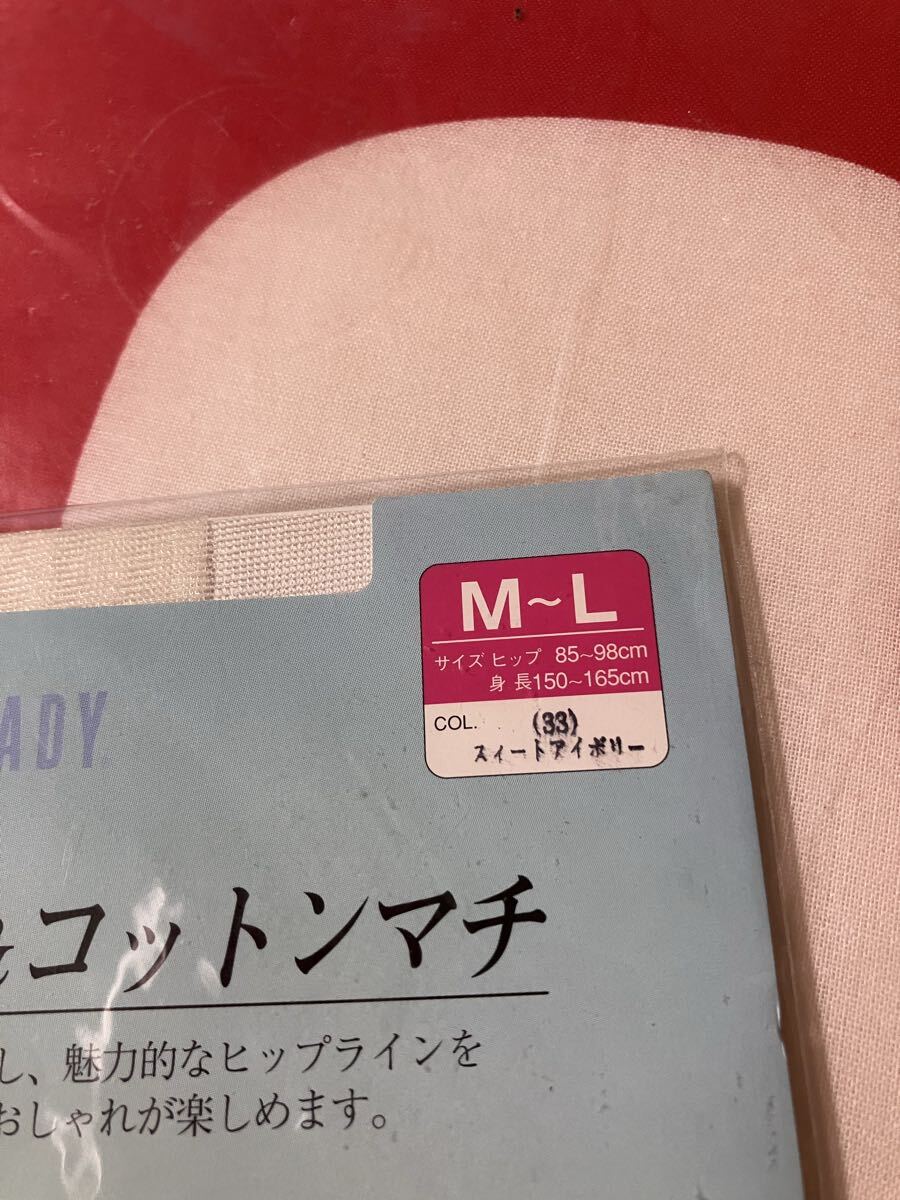 M~L
サイズ ヒップ 85~98cm
身長150~165cm
COL. (33)
スィートアイボリー
ADY.
&コットンマチ
し、魅力的なヒップラインを
おしゃれが楽しめます。